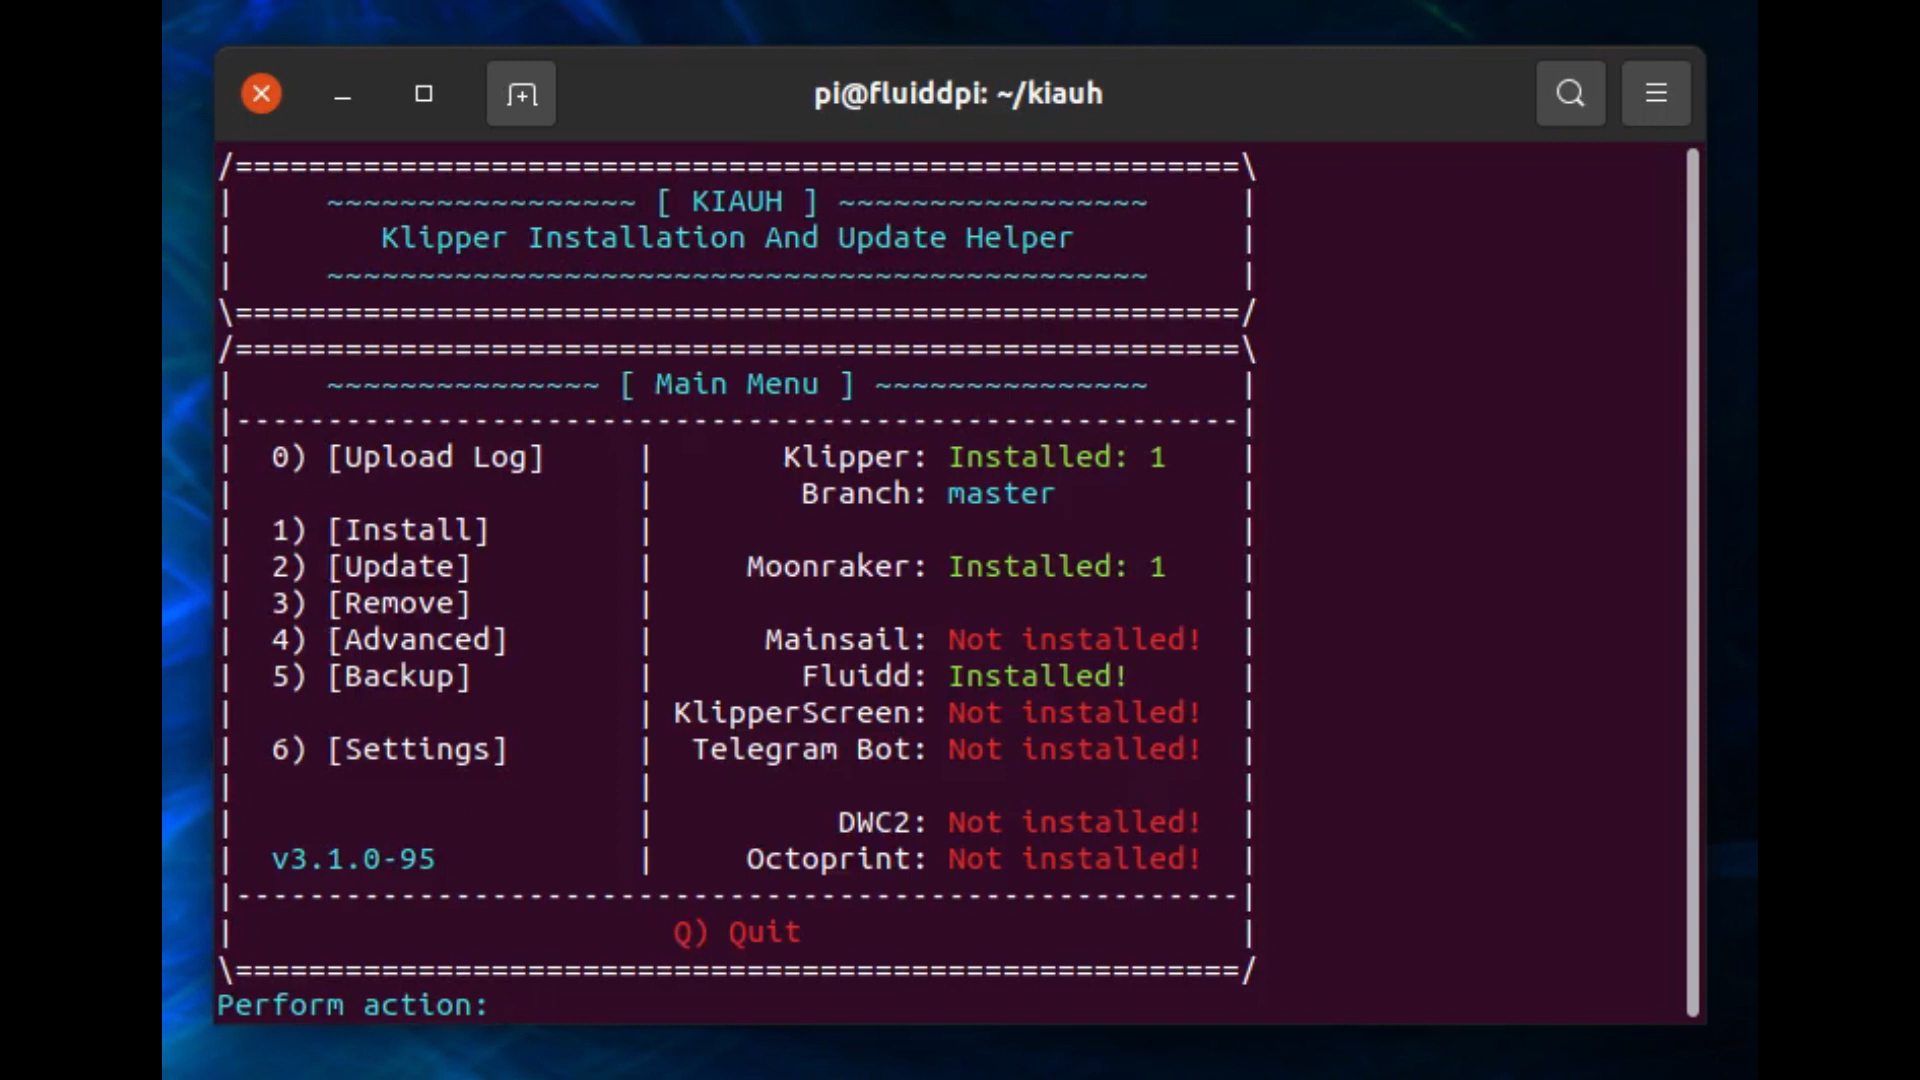 pi@fluiddpi: ~/kiauh
/=======================================================\
|     ~~~~~~~~~~~~~~~~~ [ KIAUH ] ~~~~~~~~~~~~~~~~~     |
|        Klipper Installation And Update Helper         |
|     ~~~~~~~~~~~~~~~~~~~~~~~~~~~~~~~~~~~~~~~~~~~~~     |
\=======================================================/
/=======================================================\
|     ~~~~~~~~~~~~~~~ [ Main Menu ] ~~~~~~~~~~~~~~~     |
|-------------------------------------------------------|
|  0) [Upload Log]     |       Klipper: Installed: 1    |
|                      |        Branch: master          |
|  1) [Install]        |                                |
|  2) [Update]         |     Moonraker: Installed: 1    |
|  3) [Remove]         |                                |
|  4) [Advanced]       |      Mainsail: Not installed!  |
|  5) [Backup]         |        Fluidd: Installed!      |
|                      | KlipperScreen: Not installed!  |
|  6) [Settings]       |  Telegram Bot: Not installed!  |
|                      |                                |
|                      |          DWC2: Not installed!  |
|  v3.1.0-95           |     Octoprint: Not installed!  |
|-------------------------------------------------------|
|                        Q) Quit                        |
\=======================================================/
Perform action: